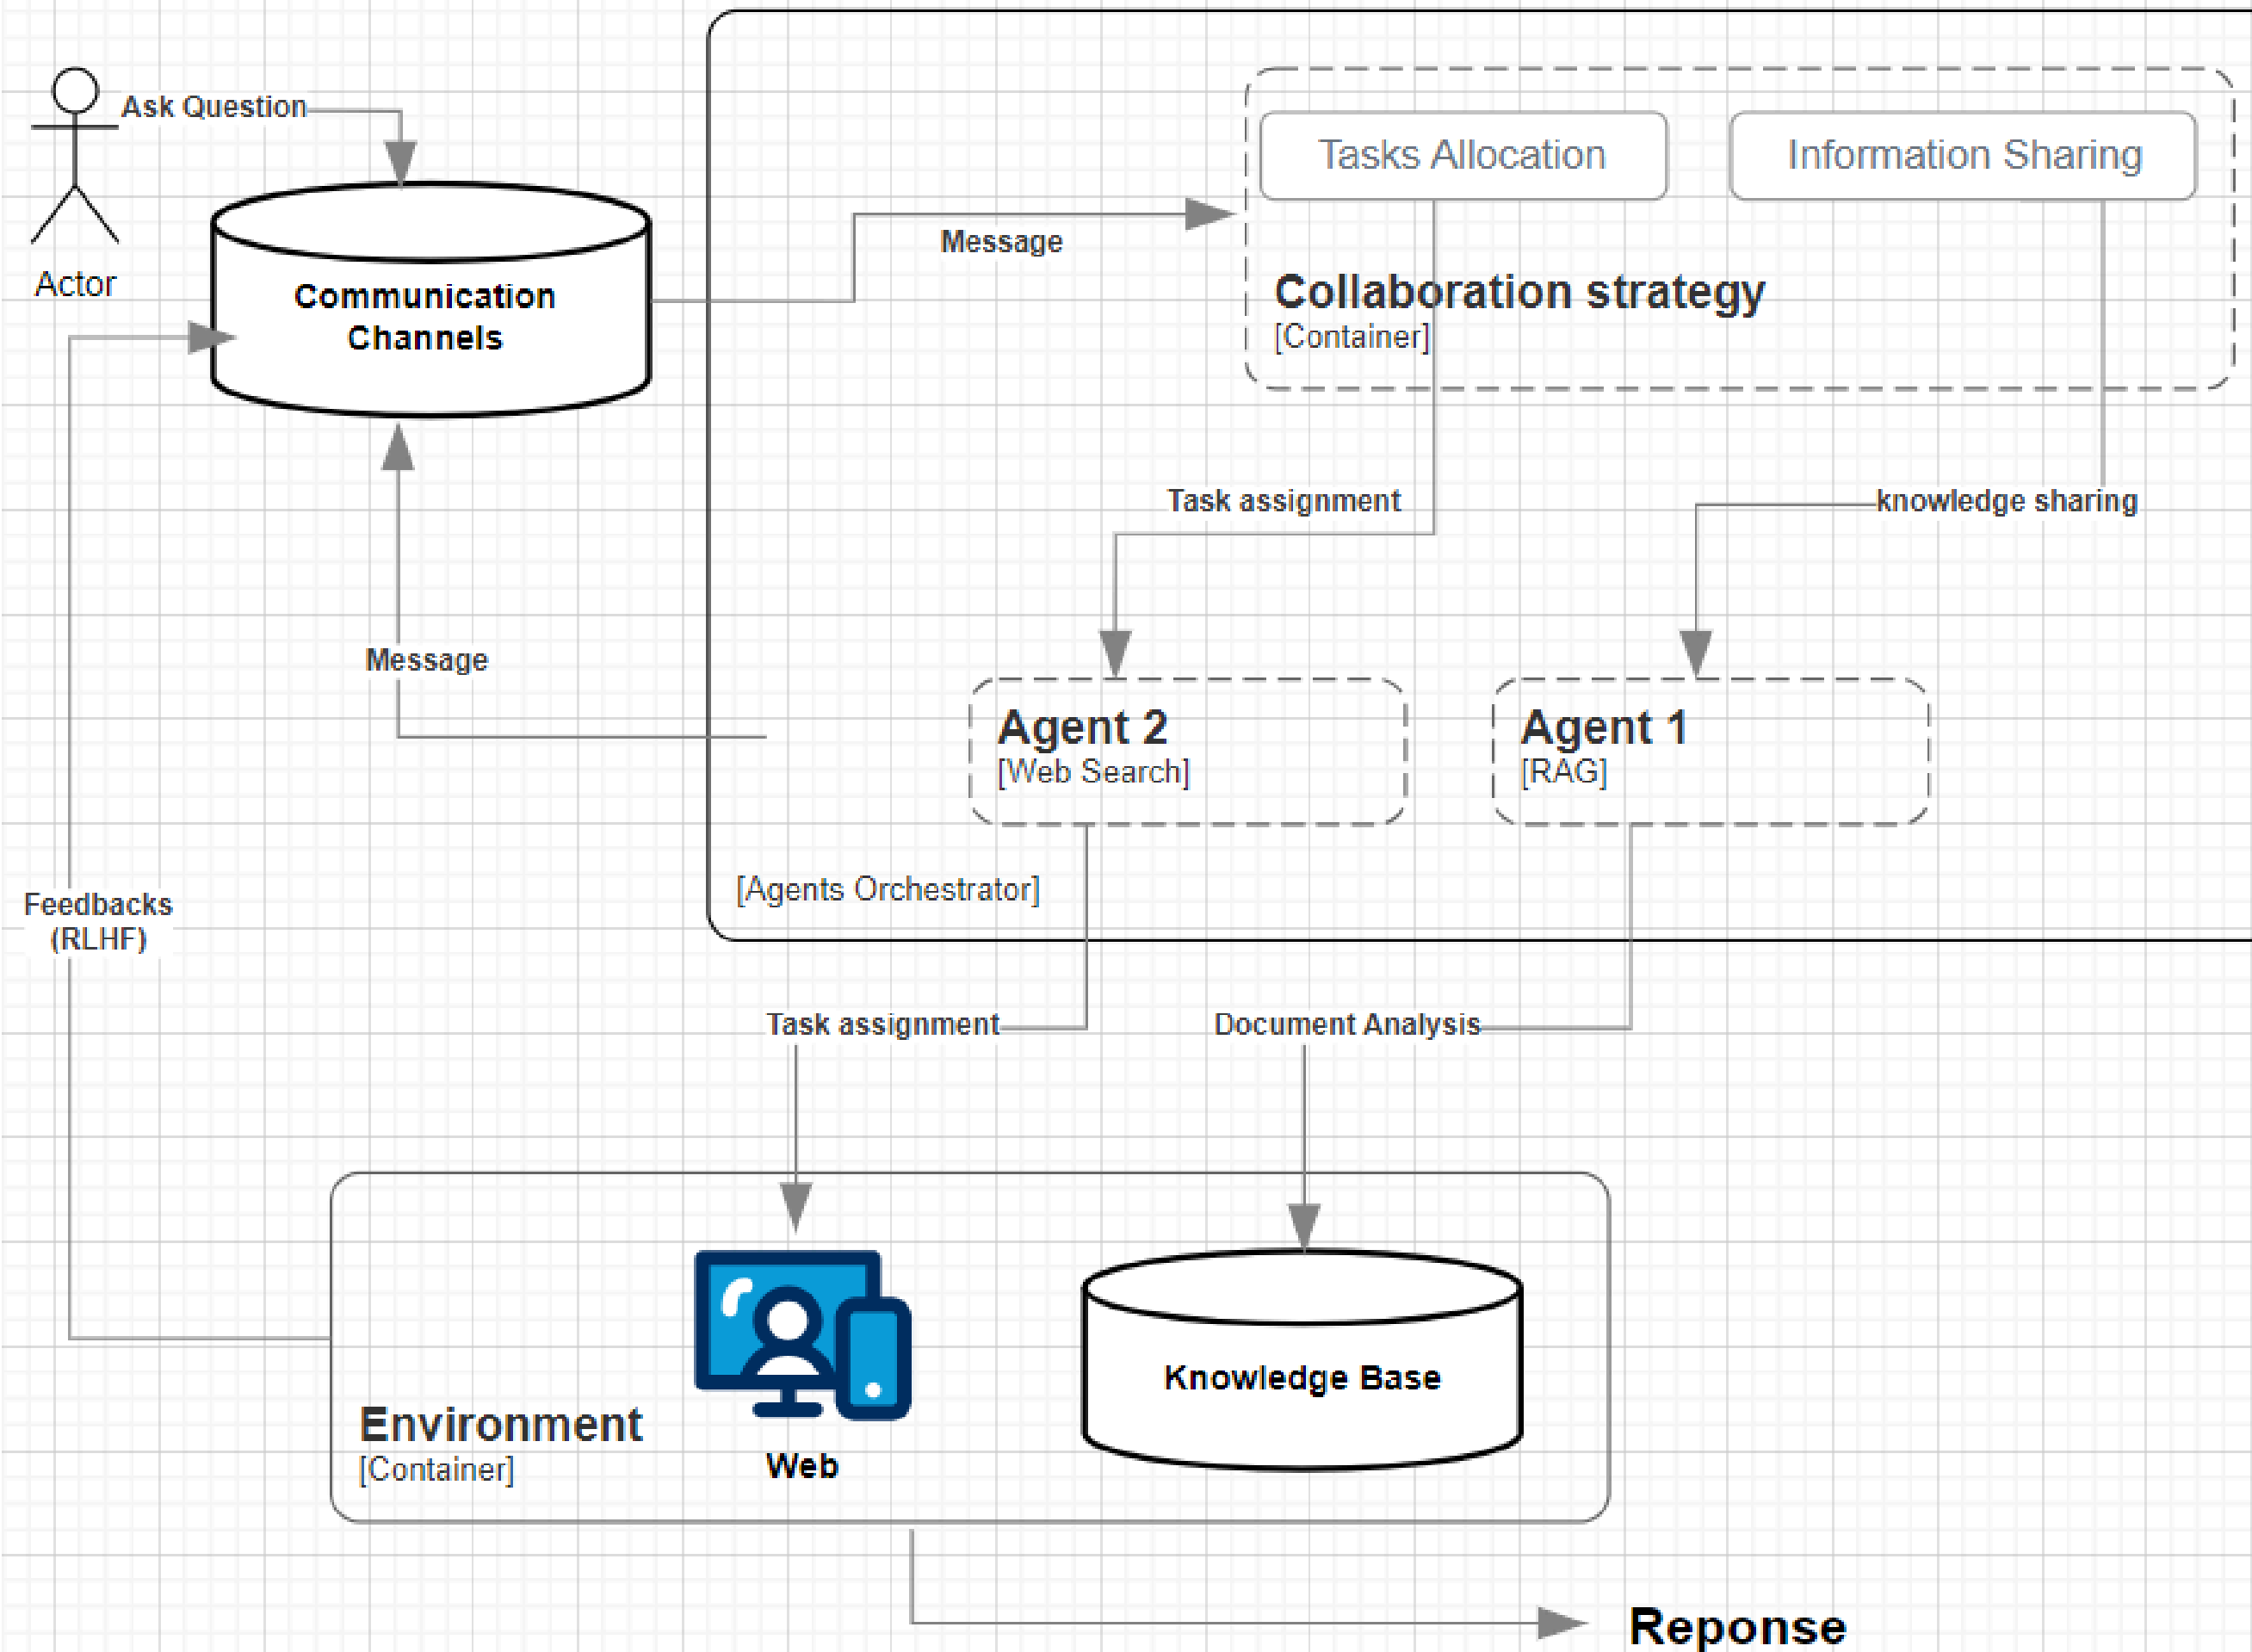 Ask Question
Actor
Communication
Channels
Message
Tasks Allocation
Information Sharing
Collaboration strategy
[Container]
Task assignment
knowledge sharing
Message
Agent 2
[Web Search]
Agent 1
[RAG]
[Agents Orchestrator]
Feedbacks
(RLHF)
Task assignment
Document Analysis
Environment
[Container]
Web
Knowledge Base
Reponse